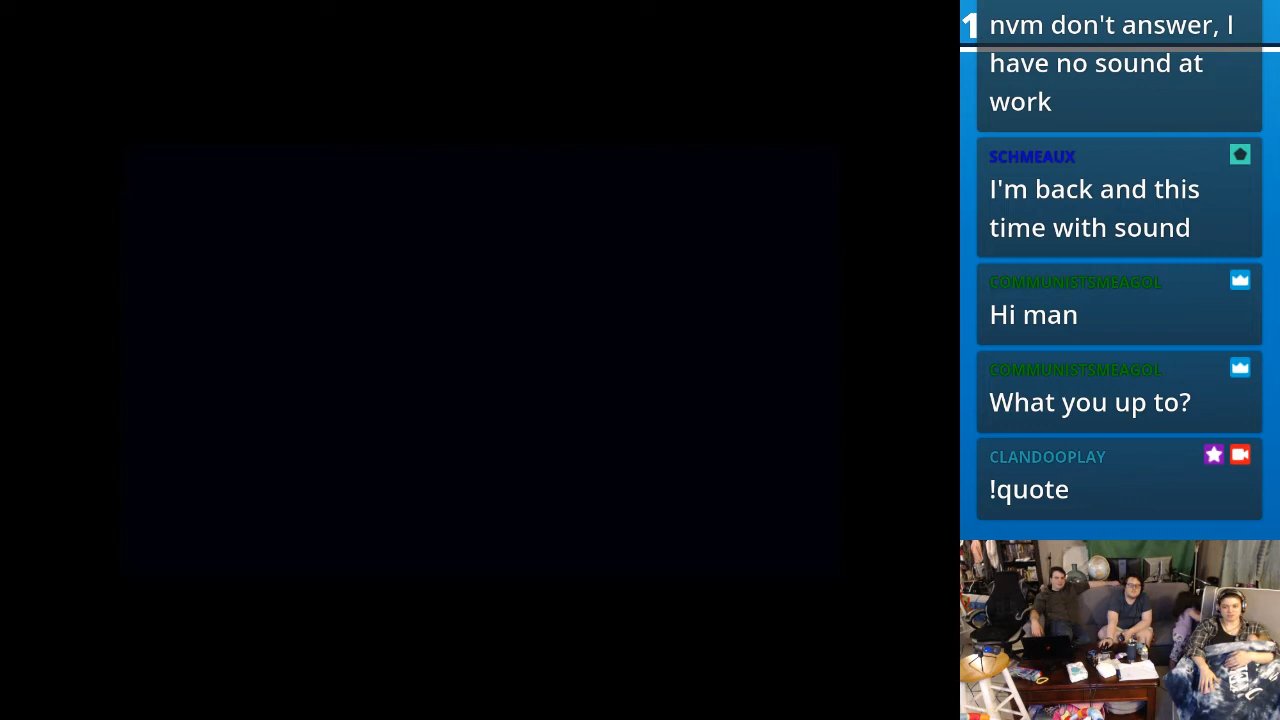 1
nvm don't answer, I
have no sound at
work
SCHMEAUX
I'm back and this
time with sound
COMMUNISTSMEAGOL
Hi man
COMMUNISTSMEAGOL
What you up to?
CLANDOOPLAY
!quote